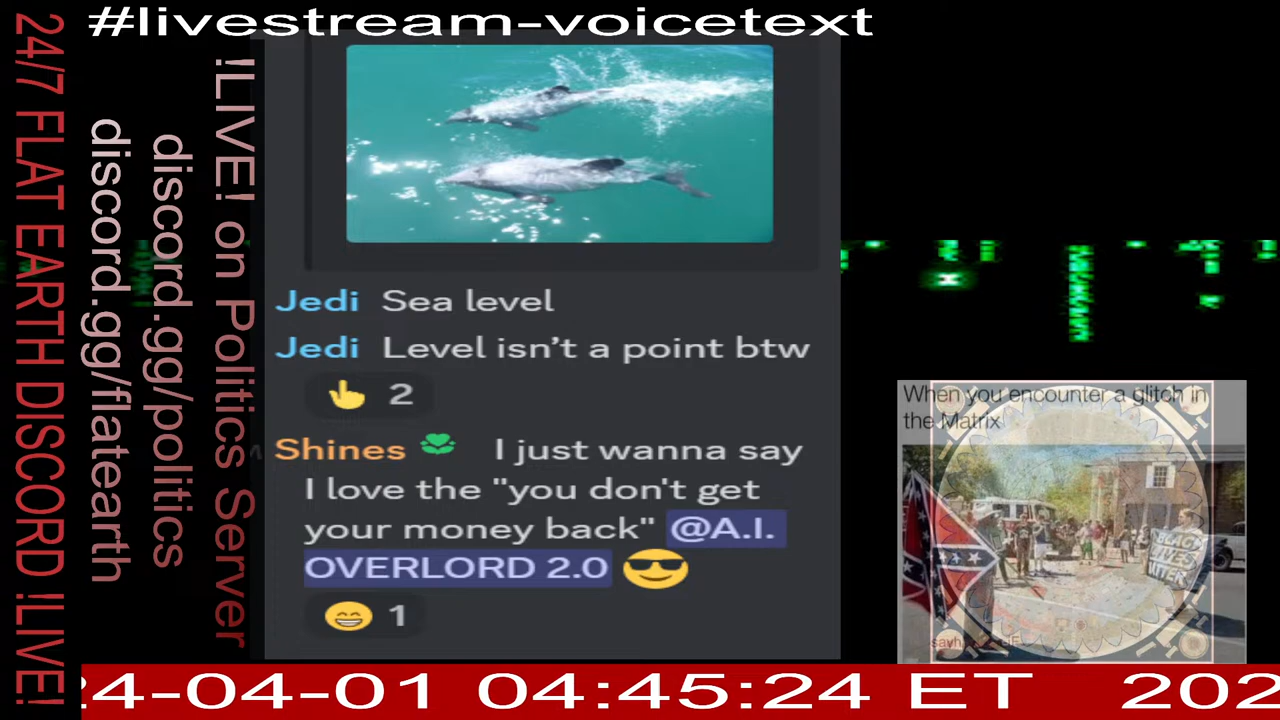 #livestream-voicetext
24/7 FLAT EARTH DISCORD !LIVE!
discord.gg/flatearth
discord.gg/politics
!LIVE! on Politics Server
Jedi Sea level
Jedi Level isn't a point btw
2
Shines I just wanna say
I love the "you don't get
your money back" @A.I.
OVERLORD 2.0
1
When you encounter a glitch in
the Matrix
BLACK
LIVES
24-04-01 04:45:24 ET 202